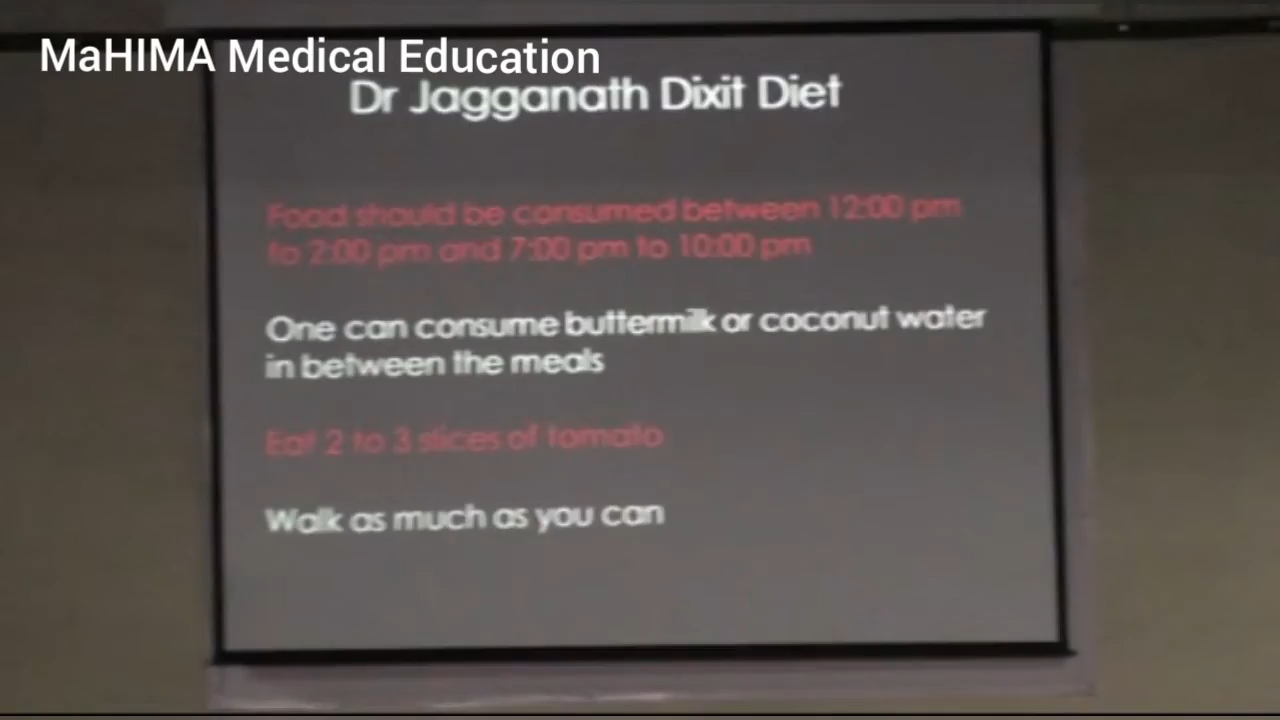 MaHIMA Medical Education
Dr Jagganath Dixit Diet
Food should be consumed between 12:00 pm
to 2:00 pm and 7:00 pm to 10:00 pm
One can consume buttermilk or coconut water
in between the meals
Eat 2 to 3 slices of tomato
Walk as much as you can